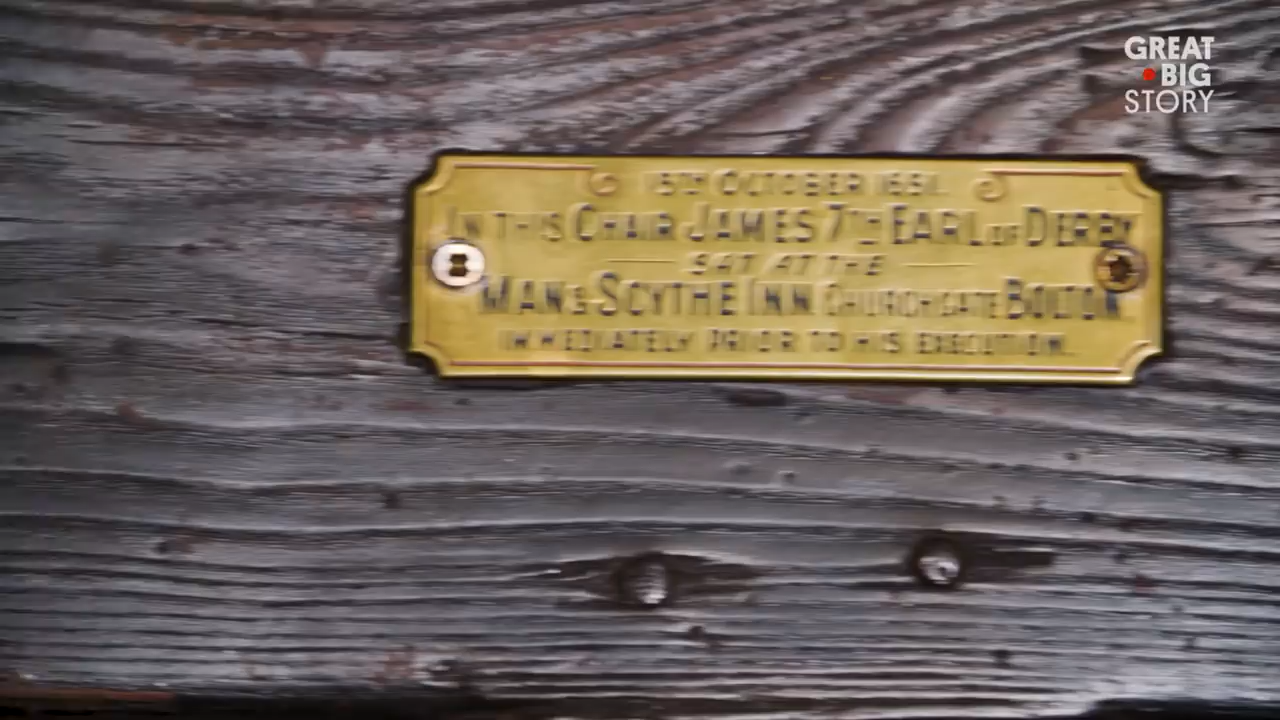 GREAT
BIG
STORY
15TH OCTOBER 1651.
IN THIS CHAIR JAMES 7TH EARL OF DERBY
SAT AT THE
MAN & SCYTHE INN CHURCHGATE BOLTON
IMMEDIATELY PRIOR TO HIS EXECUTION.